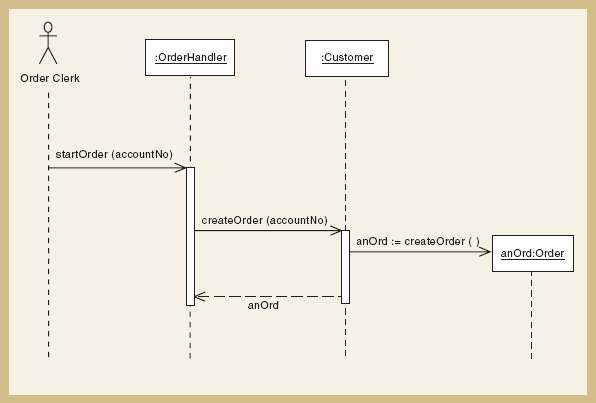 :OrderHandler
:Customer
Order Clerk
startOrder (accountNo)
createOrder (accountNo)
anOrd := createOrder ( )
anOrd:Order
anOrd